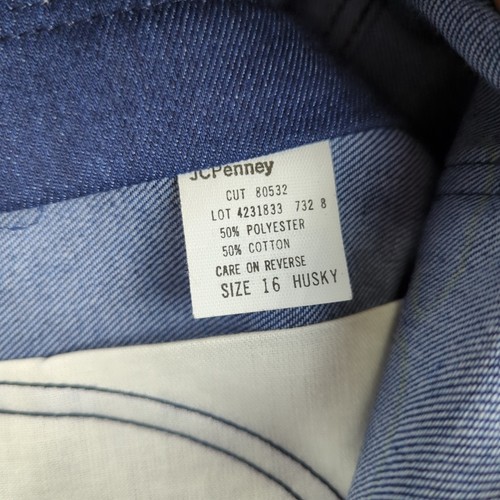 JCPenney
CUT 80532
LOT 4231833 732 8
50% POLYESTER
50% COTTON
CARE ON REVERSE
SIZE 16 HUSKY